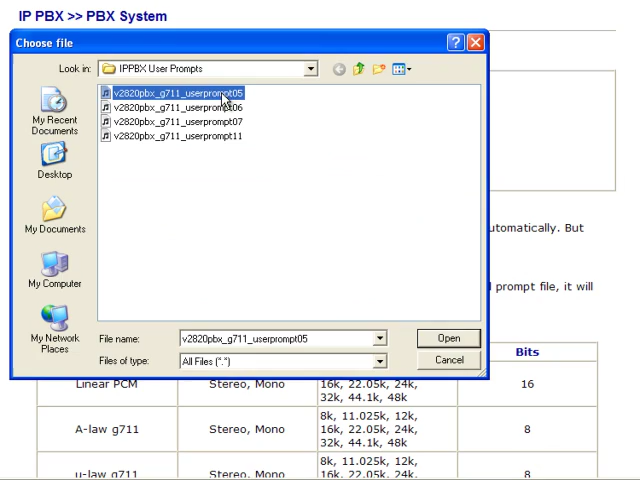 IP PBX >> PBX System
Choose file
Look in: IPPBX User Prompts
v2820pbx_g711_userprompt05
v2820pbx_g711_userprompt06
v2820pbx_g711_userprompt07
v2820pbx_g711_userprompt11
My Recent
Documents
Desktop
My Documents
My Computer
My Network
Places
File name: v2820pbx_g711_userprompt05 Open
Files of type: All Files (*.*) Cancel
utomatically. But
prompt file, it will
Bits
Linear PCM Stereo, Mono 16k, 22.05k, 24k, 16
32k, 44.1k, 48k
8k, 11.025k, 12k,
A-law g711 Stereo, Mono 16k, 22.05k, 24k, 8
32k, 44.1k, 48k
8k, 11.025k, 12k,
u-law g711 Stereo, Mono 16k, 22.05k, 24k, 8